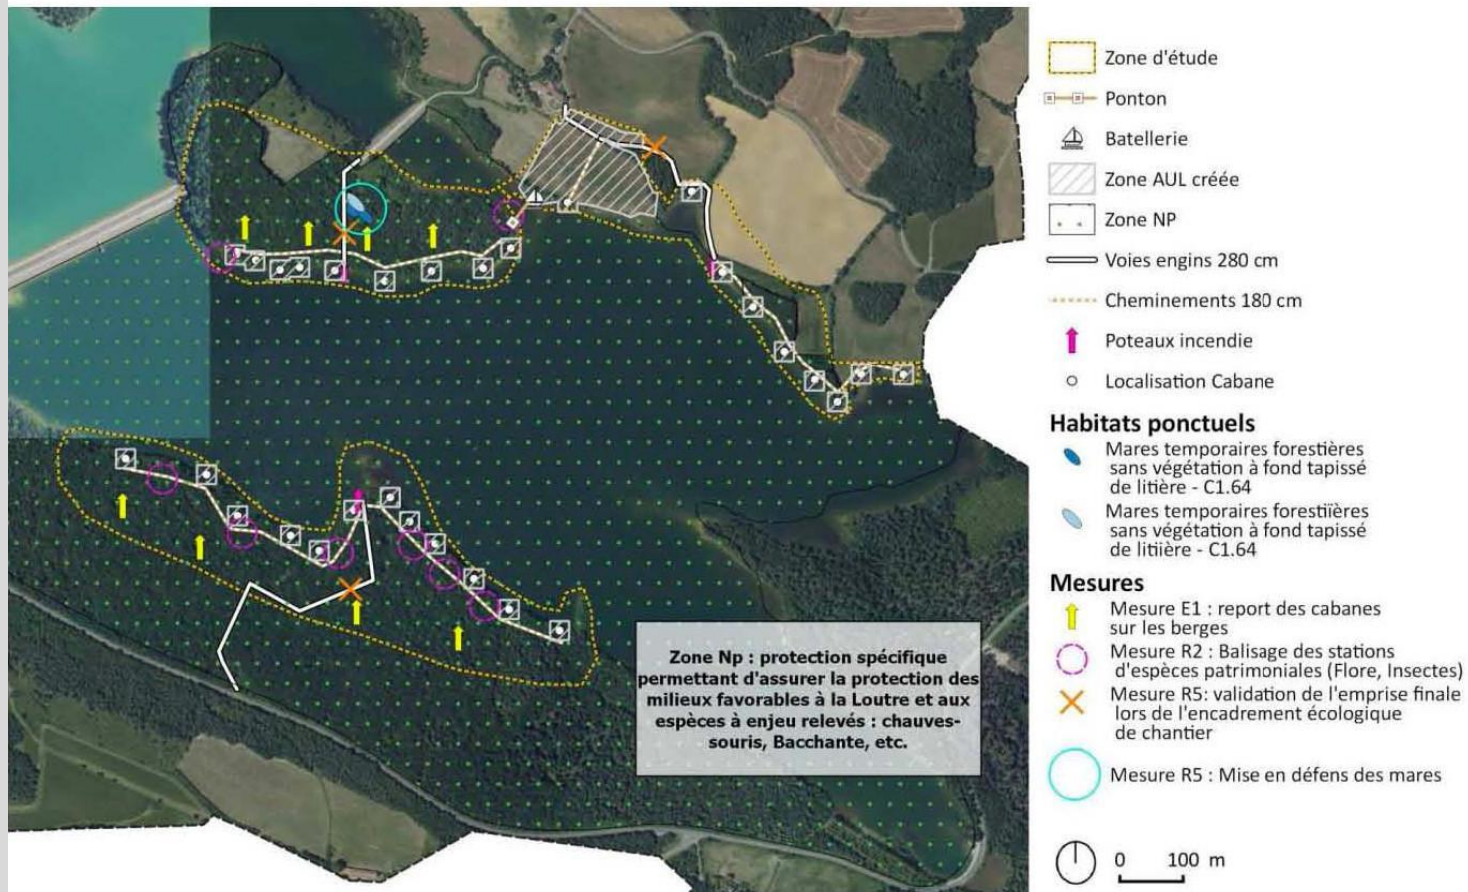 Zone d'étude
Ponton
Batellerie
Zone AUL créée
Zone NP
Voies engins 280 cm
Cheminements 180 cm
Poteaux incendie
Localisation Cabane
Habitats ponctuels
Mares temporaires forestières
sans végétation à fond tapissé
de litière - C1.64
Mares temporaires forestiières
sans végétation à fond tapissé
de litiière - C1.64
Mesures
Mesure E1 : report des cabanes
sur les berges
Mesure R2 : Balisage des stations
d'espèces patrimoniales (Flore, Insectes)
Mesure R5: validation de l'emprise finale
lors de l'encadrement écologique
de chantier
Mesure R5 : Mise en défens des mares
0 100 m
Zone Np : protection spécifique
permettant d'assurer la protection des
milieux favorables à la Loutre et aux
espèces à enjeu relevés : chauves-
souris, Bacchante, etc.